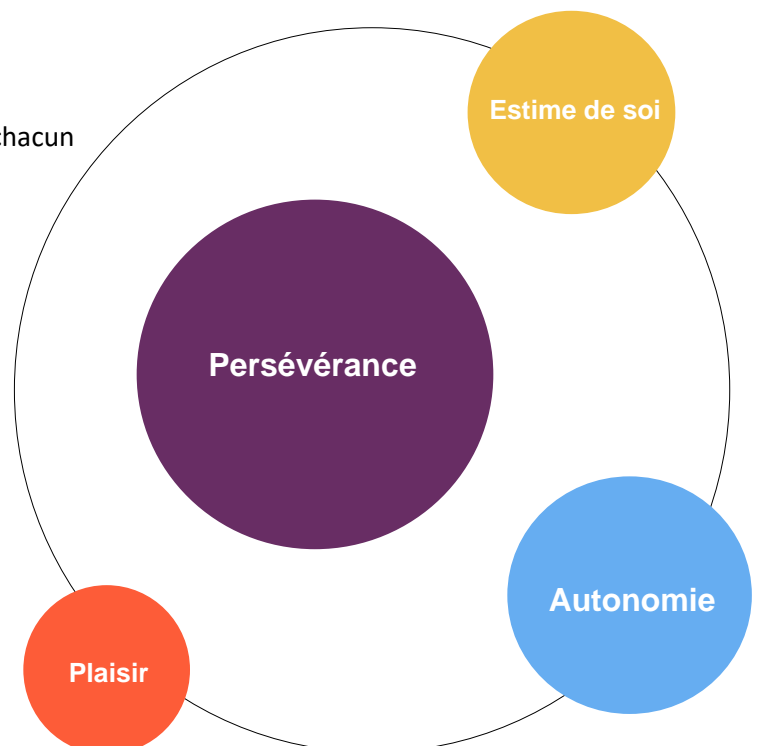 Estime de soi
chacun
Persévérance
Autonomie
Plaisir